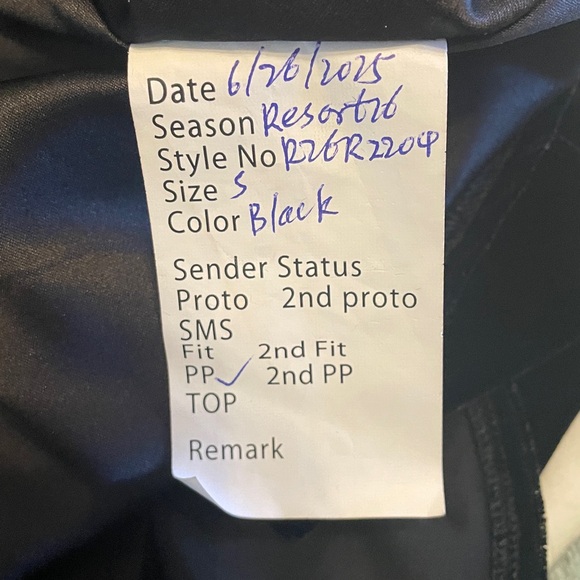 Date 6/26/2025
Season Resort26
Style No R26R2204P
Size S
Color Black
Sender Status
Proto 2nd proto
SMS
Fit 2nd Fit
PP✓ 2nd PP
TOP
Remark